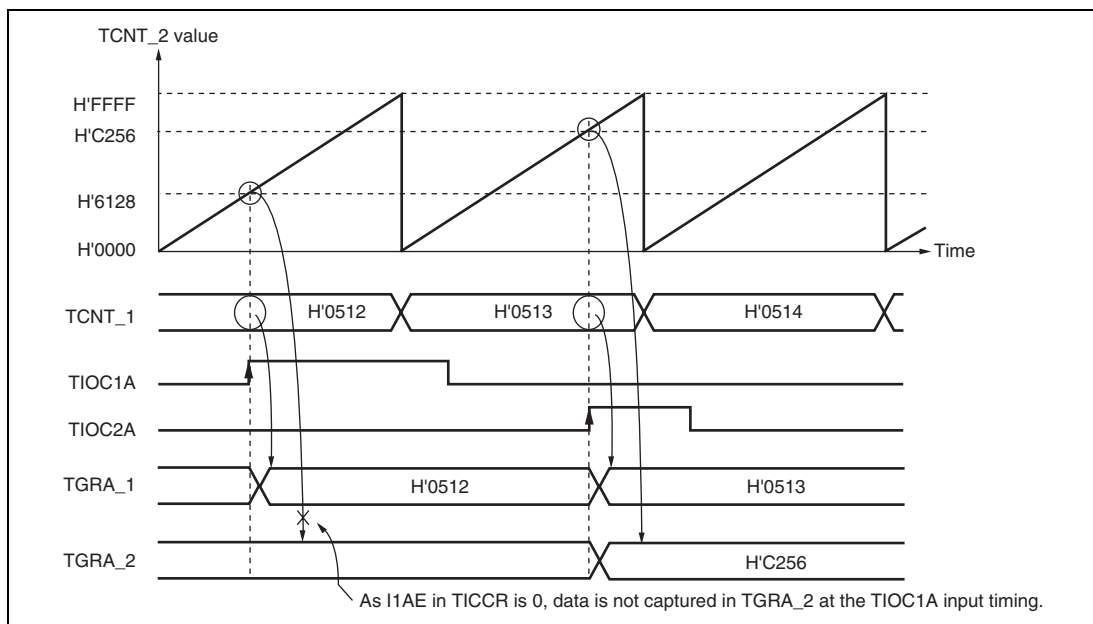 TCNT_2 value
H'FFFF
H'C256
H'6128
H'0000
Time
TCNT_1 H'0512 H'0513 H'0514
TIOC1A
TIOC2A
TGRA_1 H'0512 H'0513
TGRA_2 H'C256
As I1AE in TICCR is 0, data is not captured in TGRA_2 at the TIOC1A input timing.